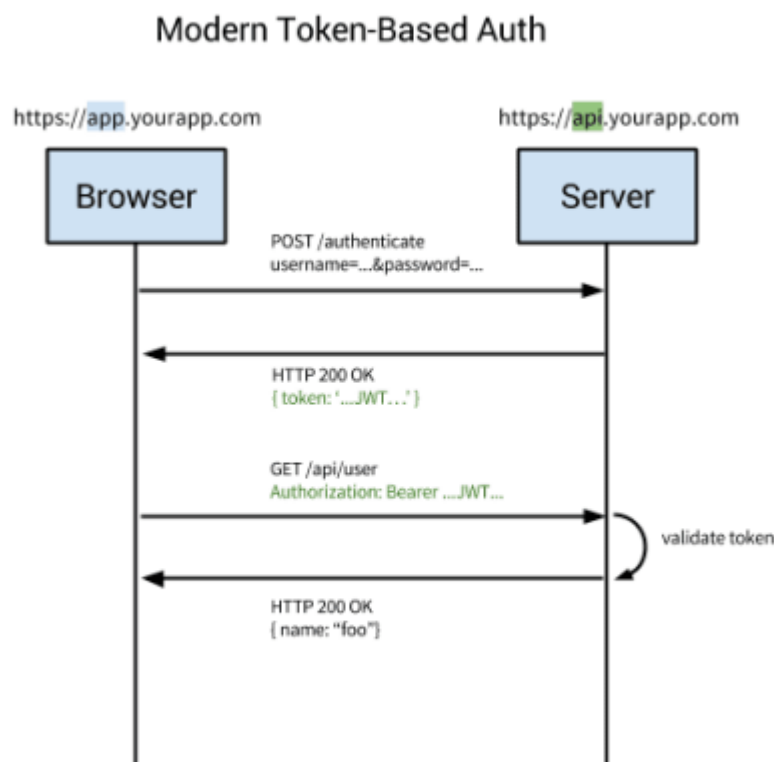 Modern Token-Based Auth
https://app.yourapp.com
https://api.yourapp.com
Browser
Server
POST /authenticate
username=...&password=...
HTTP 200 OK
{ token: ‘...JWT...’ }
GET /api/user
Authorization: Bearer ...JWT...
validate token
HTTP 200 OK
{ name: “foo”}